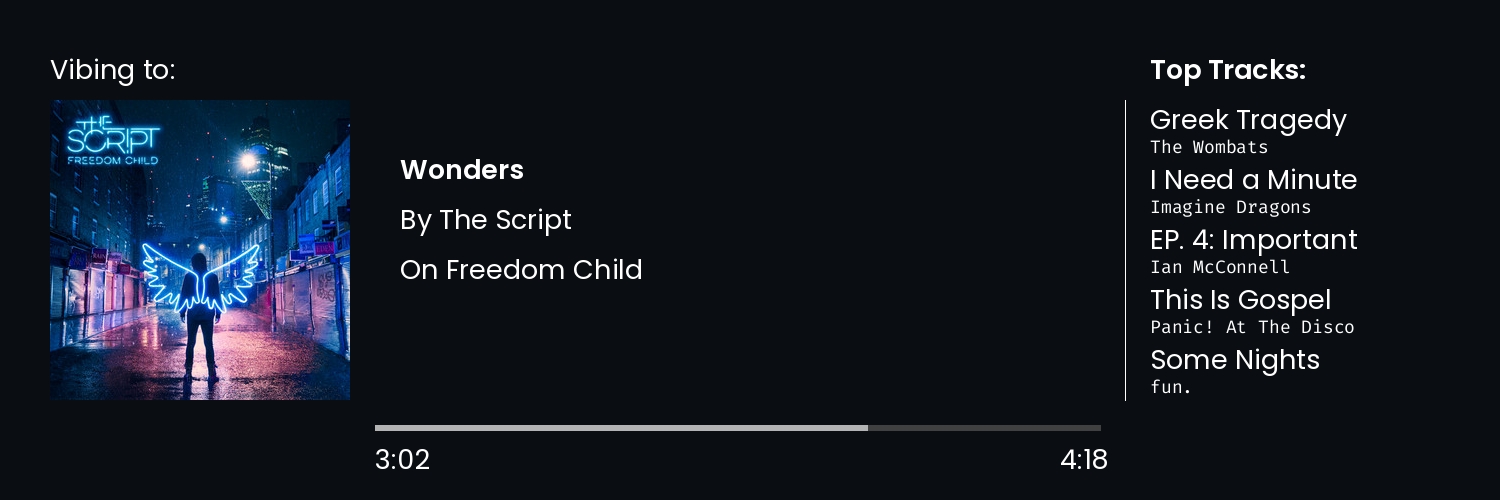 Vibing to:
THE
SCRIPT
FREEDOM CHILD
Wonders
By The Script
On Freedom Child
3:02
4:18
Top Tracks:
Greek Tragedy
The Wombats
I Need a Minute
Imagine Dragons
EP. 4: Important
Ian McConnell
This Is Gospel
Panic! At The Disco
Some Nights
fun.